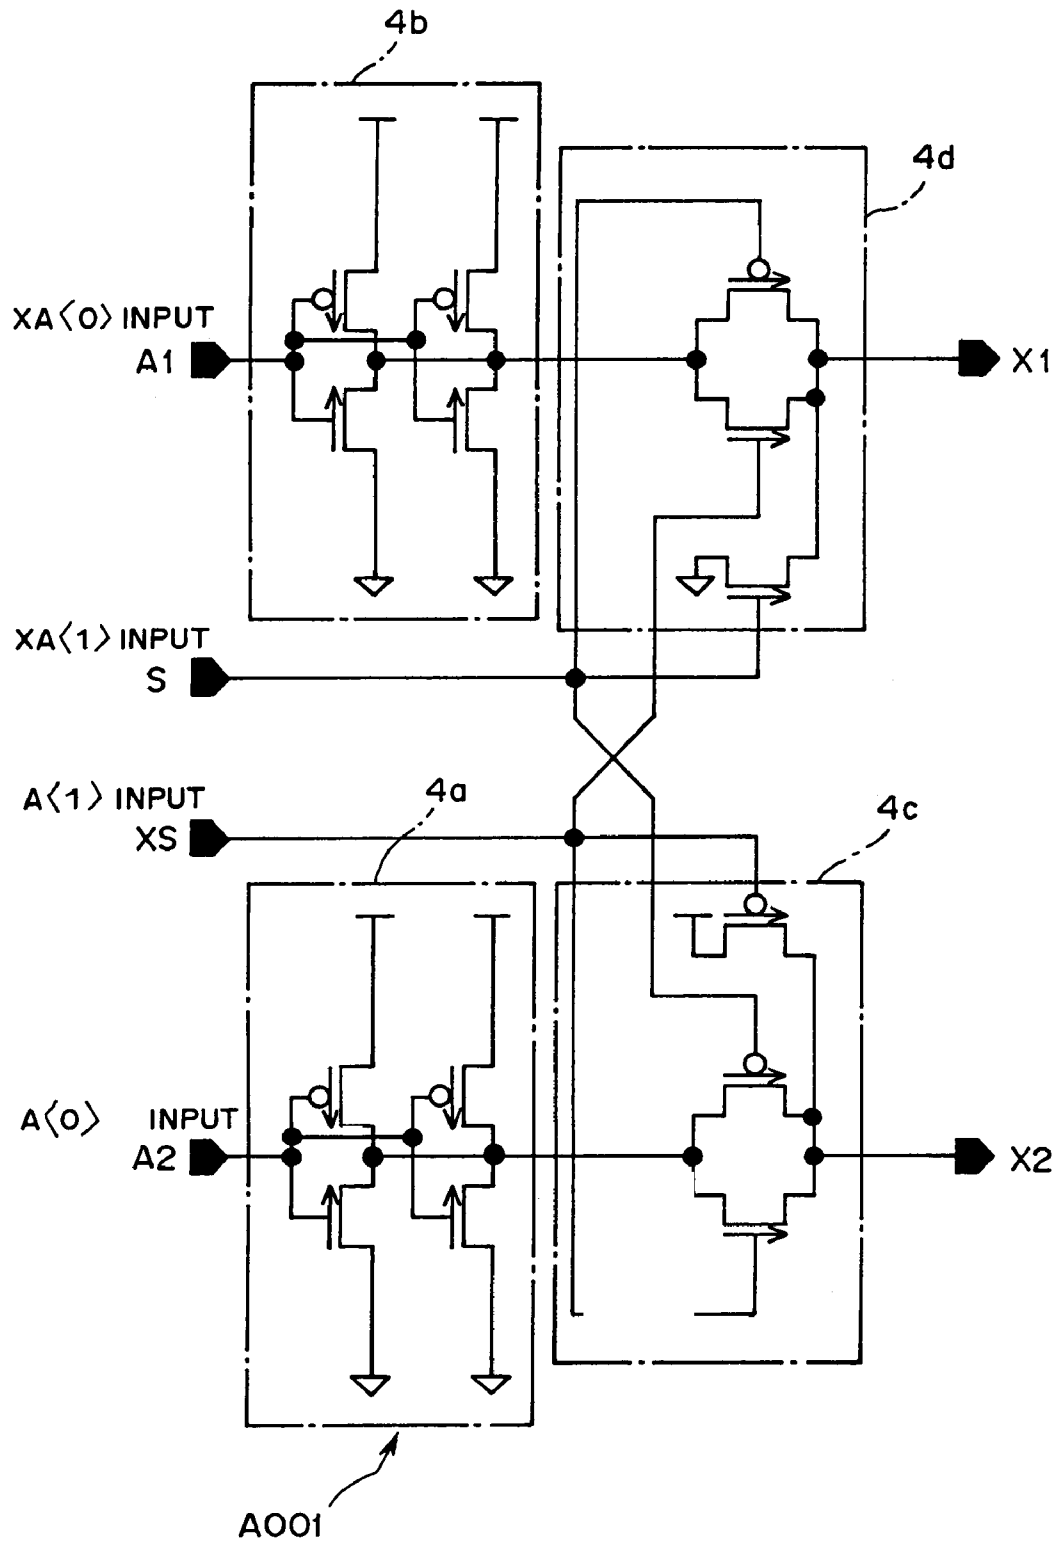 4b
4d
XA〈0〉INPUT
A1
X1
XA〈1〉INPUT
S
A〈1〉INPUT
XS
4a
4c
A〈0〉 INPUT
A2
X2
A001